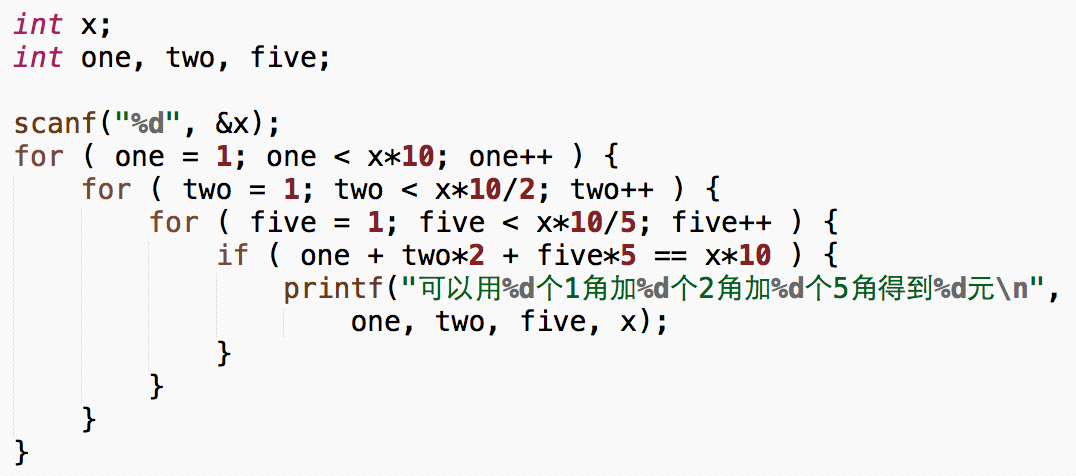 int x;
int one, two, five;
scanf("%d", &x);
for ( one = 1; one < x*10; one++ ) {
for ( two = 1; two < x*10/2; two++ ) {
for ( five = 1; five < x*10/5; five++ ) {
if ( one + two*2 + five*5 == x*10 ) {
printf("可以用%d个1角加%d个2角加%d个5角得到%d元\n",
one, two, five, x);
}
}
}
}